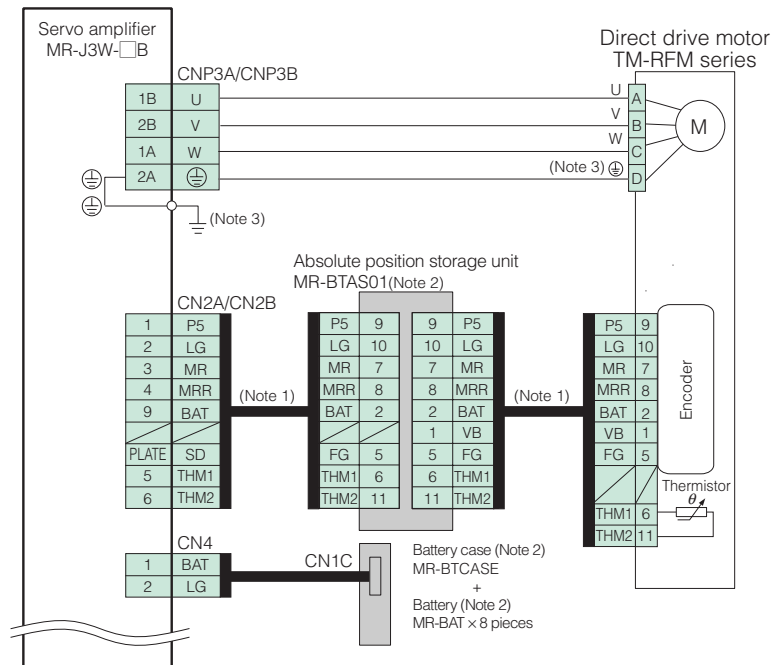 Servo amplifier
MR-J3W-□B
Direct drive motor
TM-RFM series
CNP3A/CNP3B
1B U
2B V
1A W
2A
U A
V B
W C
(Note 3) D
M
(Note 3)
Absolute position storage unit
MR-BTAS01(Note 2)
CN2A/CN2B
1 P5
2 LG
3 MR
4 MRR
9 BAT
PLATE SD
5 THM1
6 THM2
(Note 1)
P5 9
LG 10
MR 7
MRR 8
BAT 2
FG 5
THM1 6
THM2 11
9 P5
10 LG
7 MR
8 MRR
2 BAT
1 VB
5 FG
6 THM1
11 THM2
(Note 1)
P5 9
LG 10
MR 7
MRR 8
BAT 2
VB 1
FG 5
THM1 6
THM2 11
Encoder
Thermistor
θ
CN4
1 BAT
2 LG
CN1C
Battery case (Note 2)
MR-BTCASE
+
Battery (Note 2)
MR-BAT × 8 pieces